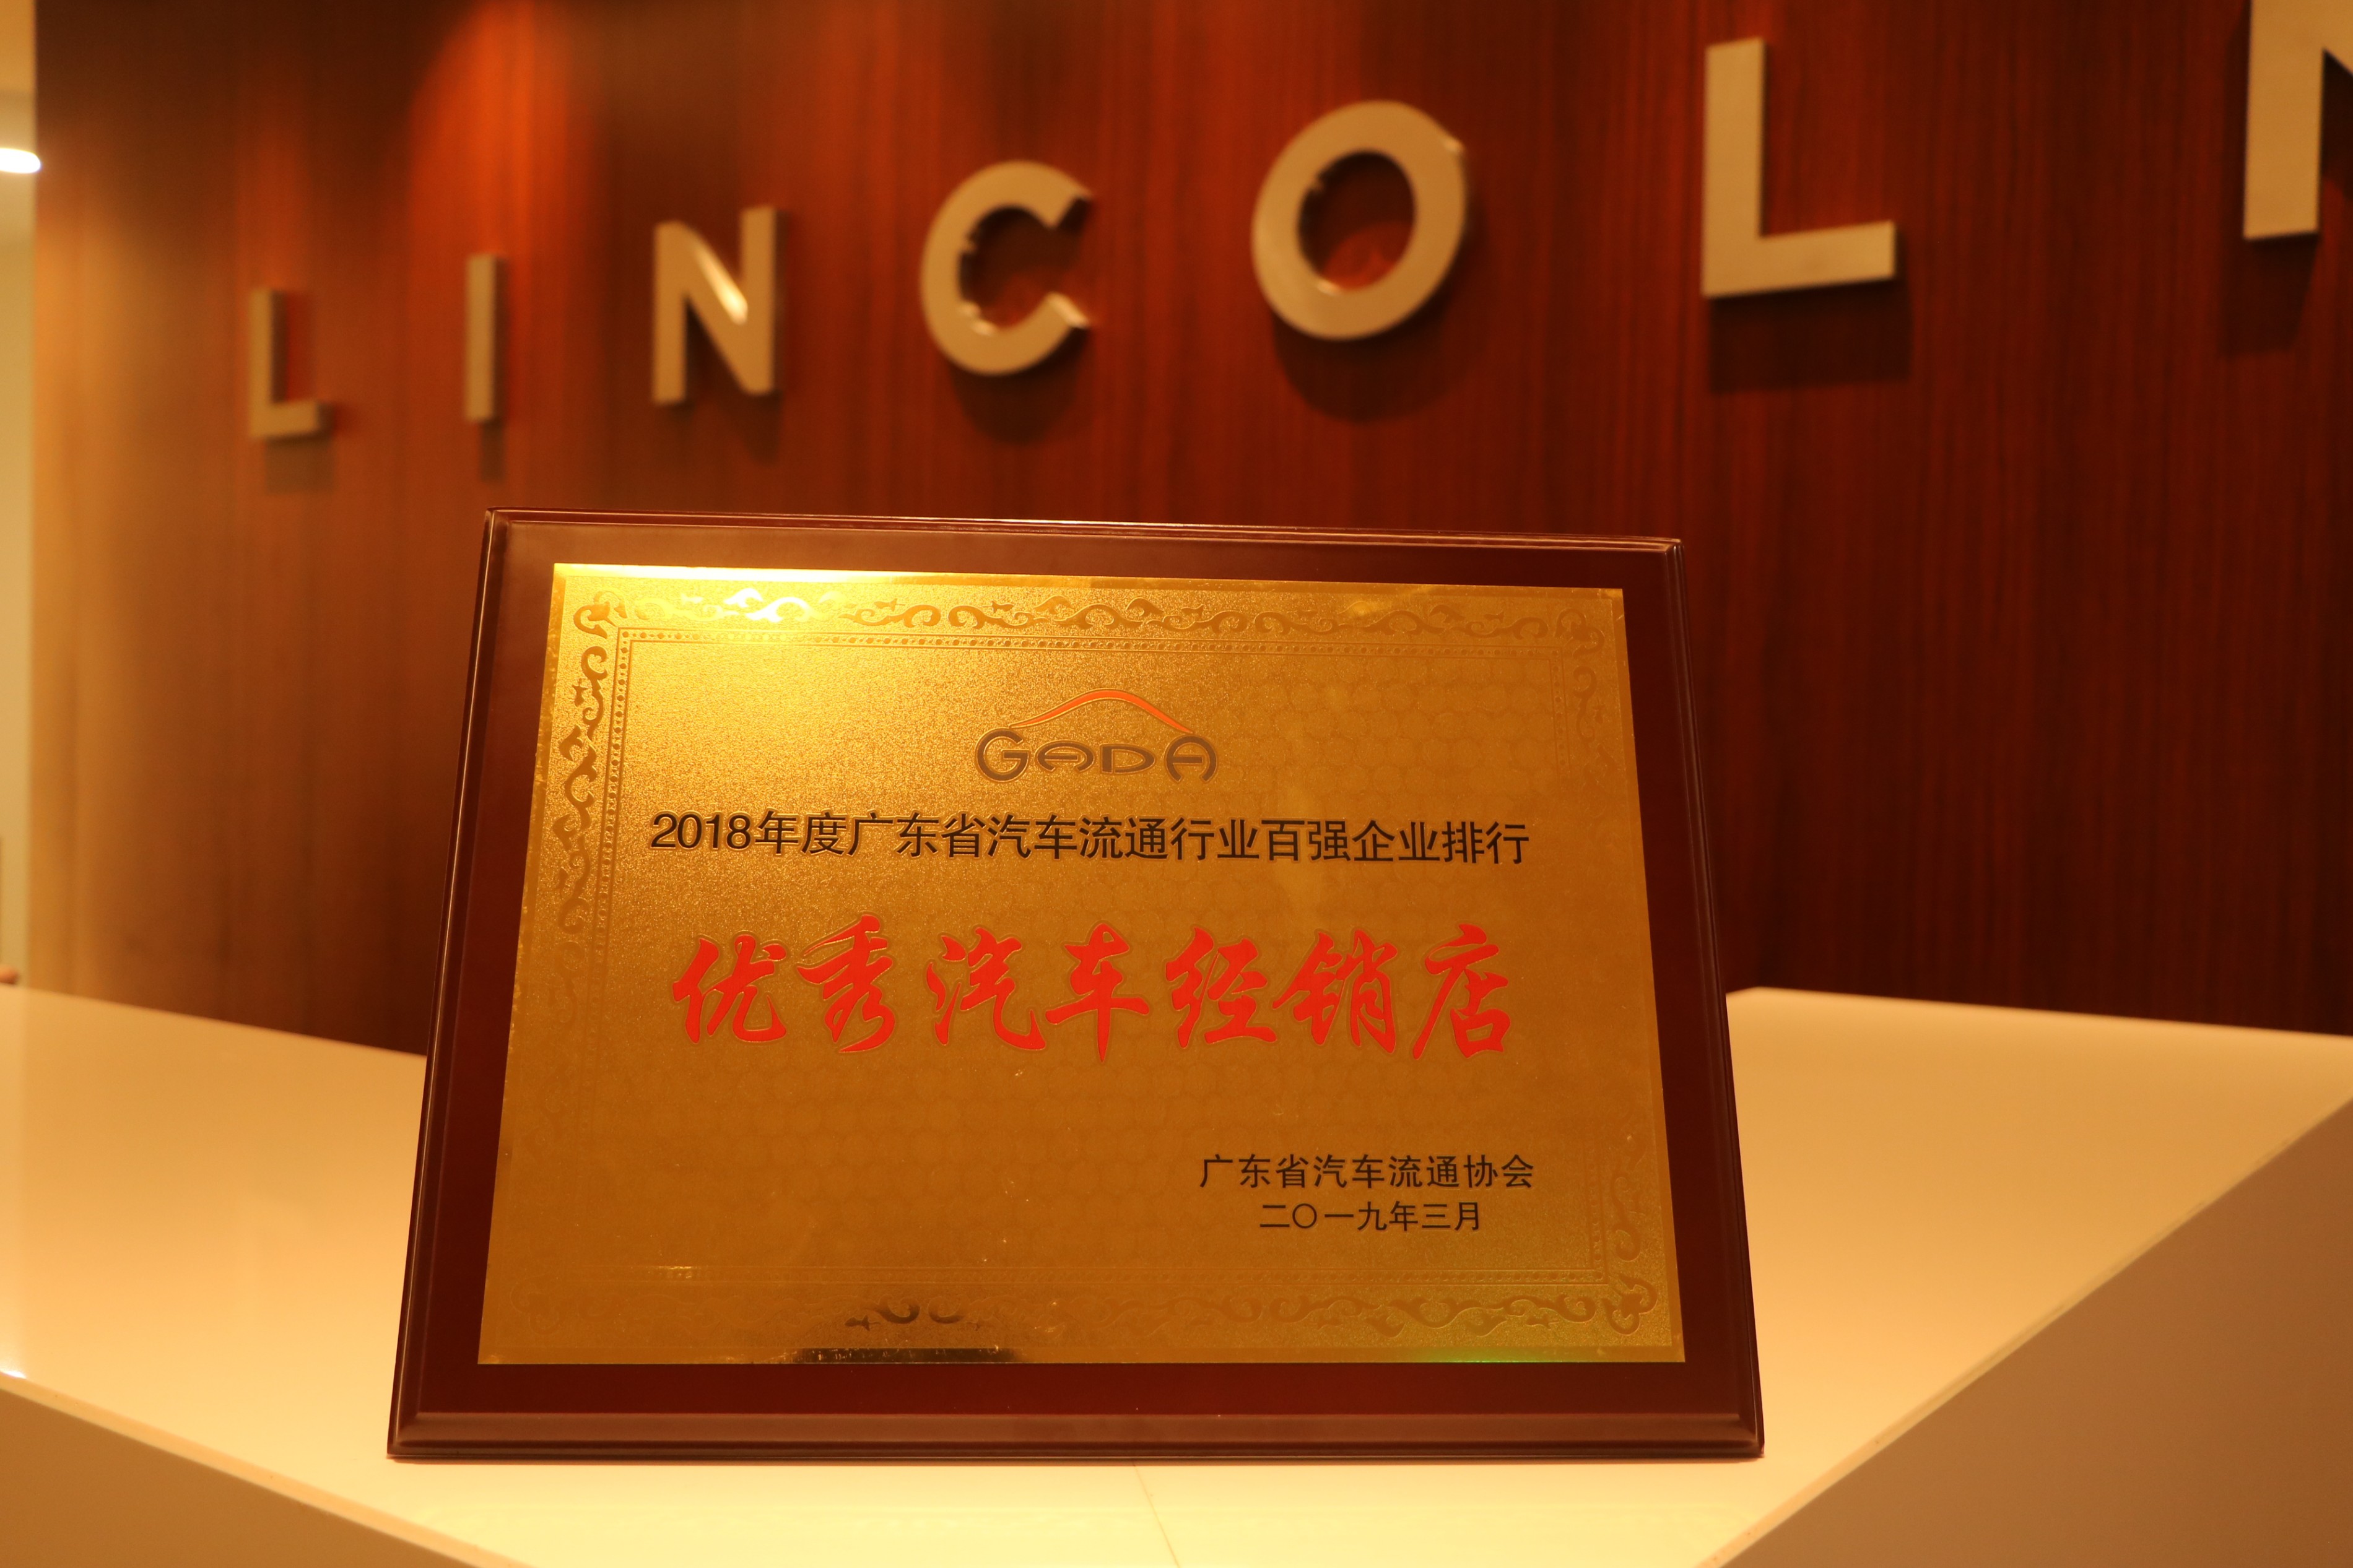 LINCOLN
GADA
2018年度广东省汽车流通行业百强企业排行
优秀汽车经销店
广东省汽车流通协会
二〇一九年三月